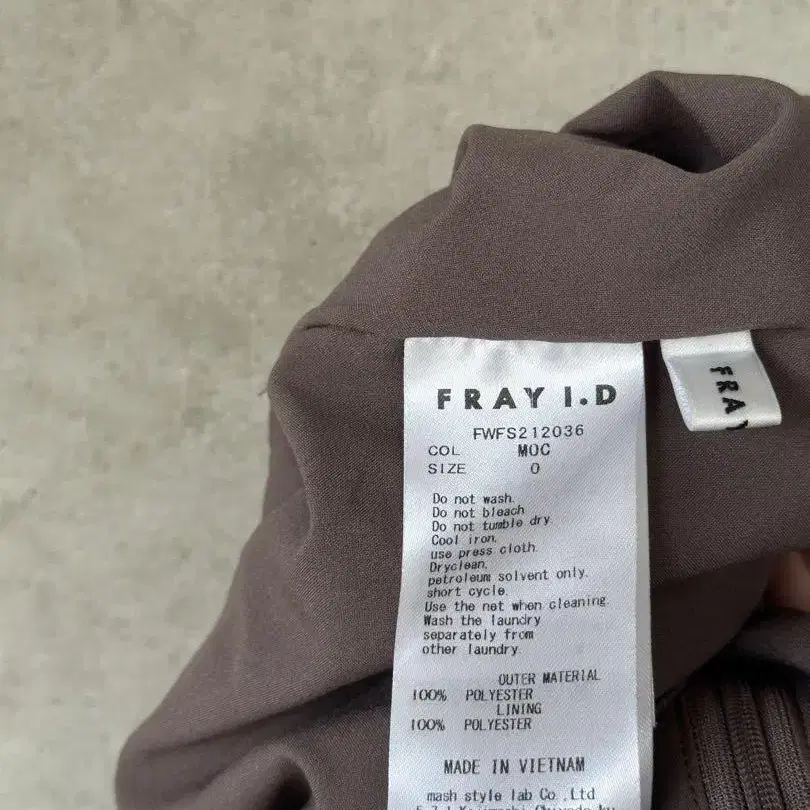 FRAY I.D
FWFS212036
COL MOC
SIZE 0
Do not wash.
Do not bleach
Do not tumble dry
Cool iron.
use press cloth.
Dryclean.
petroleum solvent only.
short cycle.
Use the net when cleaning.
Wash the laundry
separately from
other laundry.
OUTER MATERIAL
100% POLYESTER
LINING
100% POLYESTER
MADE IN VIETNAM
mash style lab Co.,Ltd
FRAY